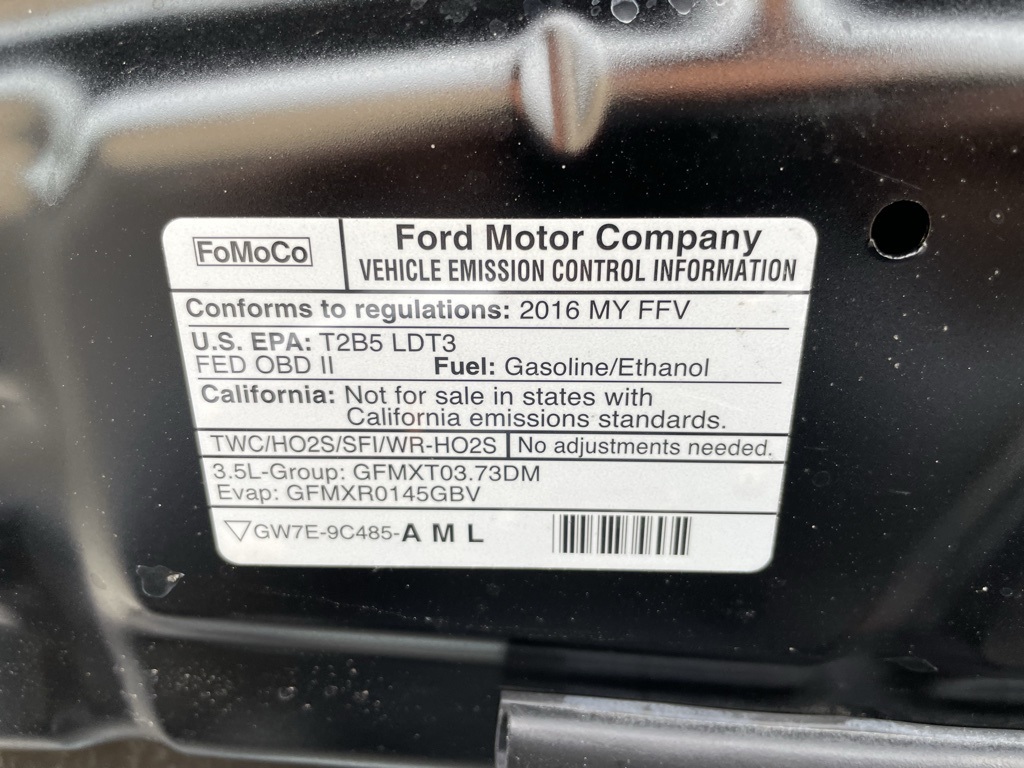 FoMoCo
Ford Motor Company
VEHICLE EMISSION CONTROL INFORMATION
Conforms to regulations: 2016 MY FFV
U.S. EPA: T2B5 LDT3
FED OBD II Fuel: Gasoline/Ethanol
California: Not for sale in states with
California emissions standards.
TWC/HO2S/SFI/WR-HO2S No adjustments needed.
3.5L-Group: GFMXT03.73DM
Evap: GFMXR0145GBV
GW7E-9C485-A M L